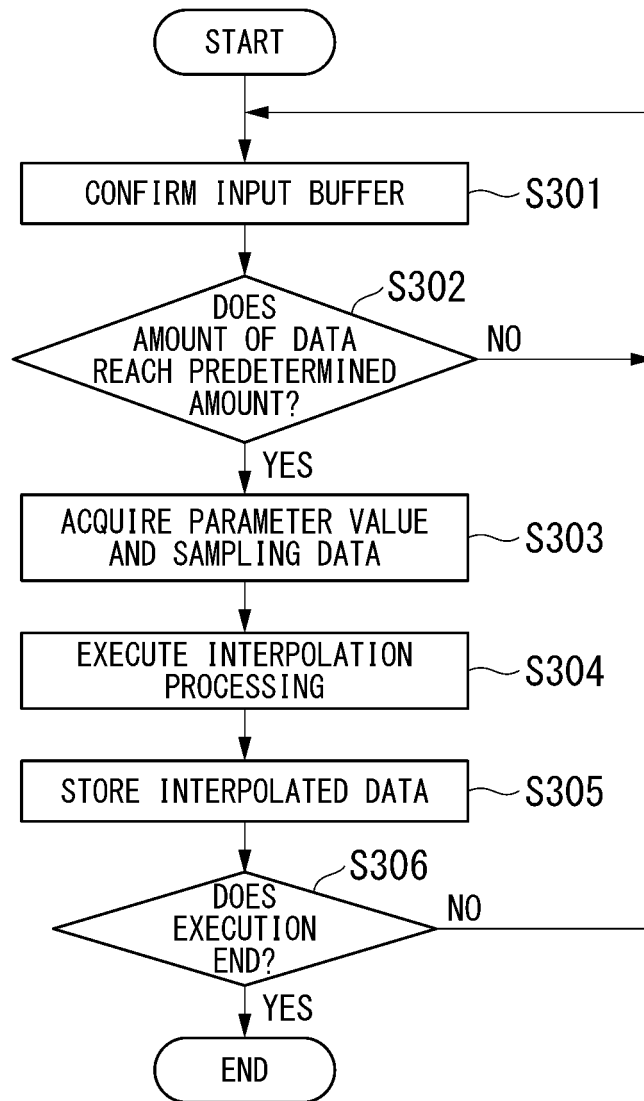 START
CONFIRM INPUT BUFFER
S301
S302
DOES
AMOUNT OF DATA
REACH PREDETERMINED
AMOUNT?
NO
YES
ACQUIRE PARAMETER VALUE
AND SAMPLING DATA
S303
EXECUTE INTERPOLATION
PROCESSING
S304
STORE INTERPOLATED DATA
S305
S306
DOES
EXECUTION
END?
NO
YES
END